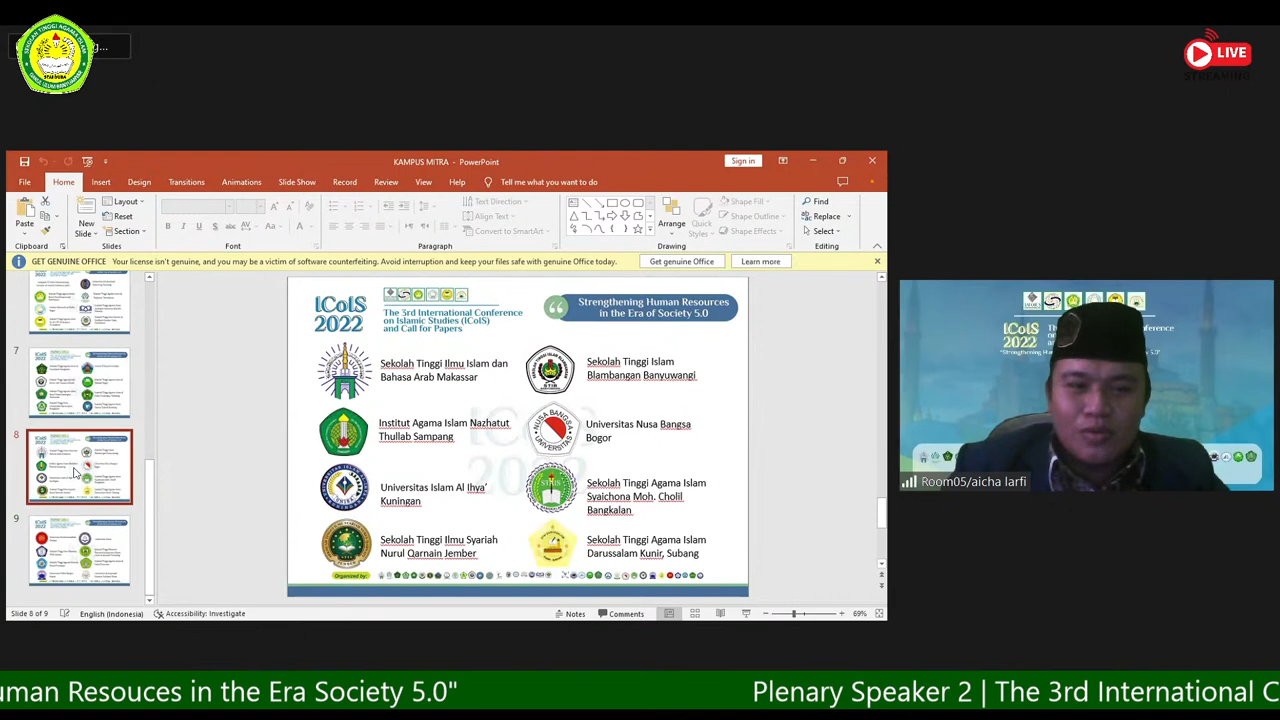 LIVE
STREAMING
KAMPUS MITRA - PowerPoint
Sign in
File Home Insert Design Transitions Animations Slide Show Record Review View Help Tell me what you want to do
Paste
Clipboard
New
Slide
Layout
Reset
Section
Slides
Font
Text Direction
Align Text
Convert to SmartArt
Paragraph
Arrange
Quick
Styles
Shape Fill
Shape Outline
Shape Effects
Drawing
Find
Replace
Select
Editing
GET GENUINE OFFICE Your license isn't genuine, and you may be a victim of software counterfeiting. Avoid interruption and keep your files safe with genuine Office today. Get genuine Office Learn more
7
8
9
ICoIS
2022
The 3rd International Conference
on Islamic Studies (ICoIS)
and Call for Papers
Strengthening Human Resources
in the Era of Society 5.0
Sekolah Tinggi Ilmu Islam dan
Bahasa Arab Makassar
Sekolah Tinggi Islam
Blambangan Banyuwangi
Institut Agama Islam Nazhatut
Thullab Sampang
Universitas Nusa Bangsa
Bogor
Universitas Islam Al Ihya'
Kuningan
Sekolah Tinggi Agama Islam
Syaichona Moh. Cholil
Bangkalan
Sekolah Tinggi Ilmu Syariah
Nurul Qarnain Jember
Sekolah Tinggi Agama Islam
Darussalam Kunir, Subang
Organized by:
Room05/aicha larfi
Slide 8 of 9 English (Indonesia) Accessibility: Investigate Notes Comments 69%
uman Resouces in the Era Society 5.0" Plenary Speaker 2 | The 3rd International C